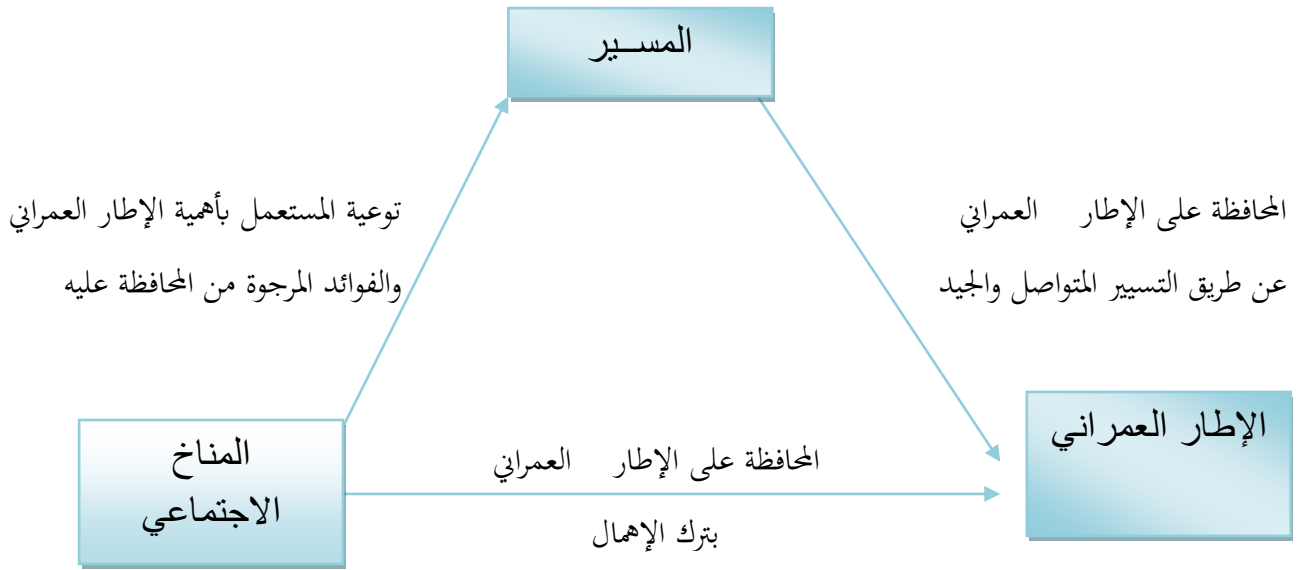 المسير
المحافظة على الإطار العمراني
عن طريق التسيير المتواصل والجيد
توعية المستعمل بأهمية الإطار العمراني
والفوائد المرجوة من المحافظة عليه
الإطار العمراني
المحافظة على الإطار العمراني
بترك الإهمال
المناخ
الاجتماعي